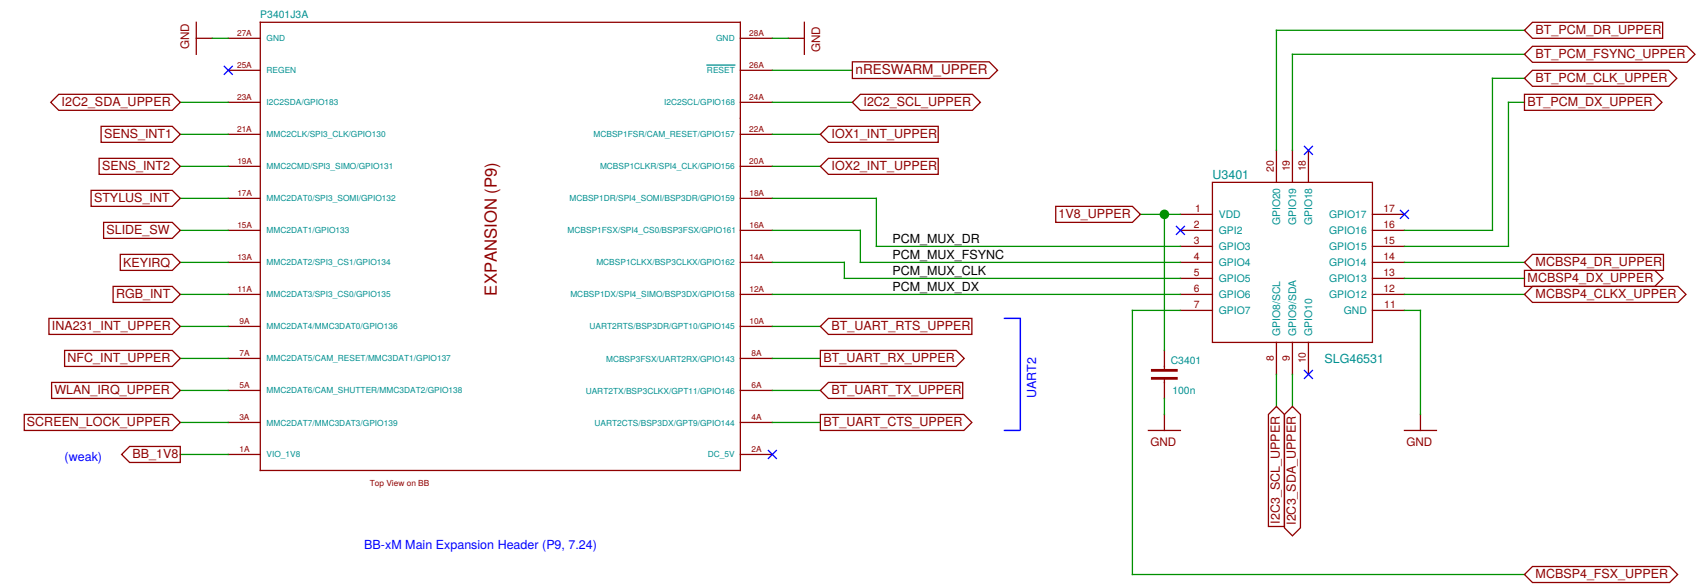 P3401J3A
GND 27A GND GND 28A GND
25A REGEN RESET 26A nRESWARM_UPPER
I2C2_SDA_UPPER 23A I2C2SDA/GPIO183 I2C2SCL/GPIO168 24A I2C2_SCL_UPPER
SENS_INT1 21A MMC2CLK/SPI3_CLK/GPIO130 MCBSP1FSR/CAM_RESET/GPIO157 22A IOX1_INT_UPPER
SENS_INT2 19A MMC2CMD/SPI3_SIMO/GPIO131 MCBSP1CLKR/SPI4_CLK/GPIO156 20A IOX2_INT_UPPER
STYLUS_INT 17A MMC2DAT0/SPI3_SOMI/GPIO132 MCBSP1DR/SPI4_SOMI/BSP3DR/GPIO159 18A
SLIDE_SW 15A MMC2DAT1/GPIO133 MCBSP1FSX/SPI4_CS0/BSP3FSX/GPIO161 16A
KEYIRQ 13A MMC2DAT2/SPI3_CS1/GPIO134 MCBSP1CLKX/BSP3CLKX/GPIO162 14A
RGB_INT 11A MMC2DAT3/SPI3_CS0/GPIO135 MCBSP1DX/SPI4_SIMO/BSP3DX/GPIO158 12A
INA231_INT_UPPER 9A MMC2DAT4/MMC3DAT0/GPIO136 UART2RTS/BSP3DR/GPT10/GPIO145 10A BT_UART_RTS_UPPER
NFC_INT_UPPER 7A MMC2DAT5/CAM_RESET/MMC3DAT1/GPIO137 MCBSP3FSX/UART2RX/GPIO143 8A BT_UART_RX_UPPER
WLAN_IRQ_UPPER 5A MMC2DAT6/CAM_SHUTTER/MMC3DAT2/GPIO138 UART2TX/BSP3CLKX/GPT11/GPIO146 6A BT_UART_TX_UPPER
SCREEN_LOCK_UPPER 3A MMC2DAT7/MMC3DAT3/GPIO139 UART2CTS/BSP3DX/GPT9/GPIO144 4A BT_UART_CTS_UPPER
(weak) BB_1V8 1A VIO_1V8 DC_5V 2A
EXPANSION (P9)
UART2
Top View on BB
BB-xM Main Expansion Header (P9, 7.24)
PCM_MUX_DR
PCM_MUX_FSYNC
PCM_MUX_CLK
PCM_MUX_DX
BT_PCM_DR_UPPER
BT_PCM_FSYNC_UPPER
BT_PCM_CLK_UPPER
BT_PCM_DX_UPPER
20 19 18
U3401
GPIO20 GPIO19 GPIO18
1V8_UPPER 1 VDD GPIO17 17
2 GPI2 GPIO16 16
3 GPIO3 GPIO15 15
4 GPIO4 GPIO14 14 MCBSP4_DR_UPPER
5 GPIO5 GPIO13 13 MCBSP4_DX_UPPER
6 GPIO6 GPIO12 12 MCBSP4_CLKX_UPPER
7 GPIO7 GND 11
GPIO8/SCL GPIO9/SDA GPIO10
8 9 10
SLG46531
C3401
100n
GND
GND
I2C3_SCL_UPPER
I2C3_SDA_UPPER
MCBSP4_FSX_UPPER